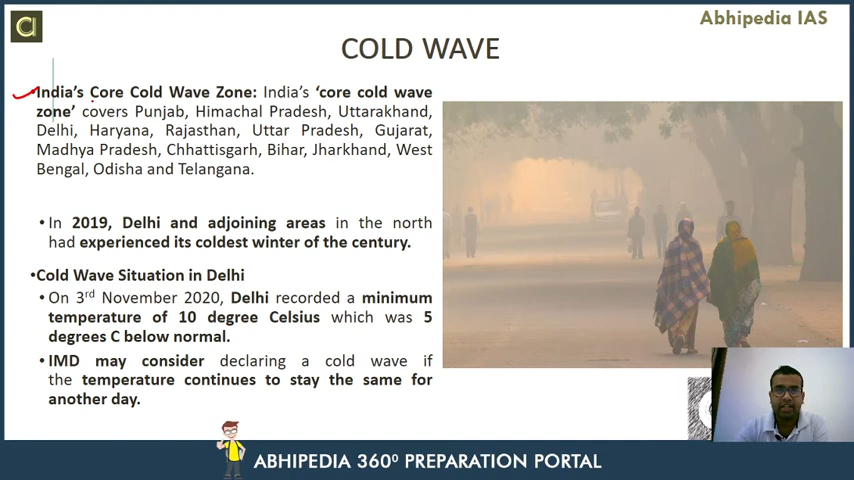 Abhipedia IAS
COLD WAVE
•India's Core Cold Wave Zone: India's 'core cold wave
zone' covers Punjab, Himachal Pradesh, Uttarakhand,
Delhi, Haryana, Rajasthan, Uttar Pradesh, Gujarat,
Madhya Pradesh, Chhattisgarh, Bihar, Jharkhand, West
Bengal, Odisha and Telangana.
• In 2019, Delhi and adjoining areas in the north
had experienced its coldest winter of the century.
•Cold Wave Situation in Delhi
• On 3rd November 2020, Delhi recorded a minimum
temperature of 10 degree Celsius which was 5
degrees C below normal.
• IMD may consider declaring a cold wave if
the temperature continues to stay the same for
another day.
ABHIPEDIA 360⁰ PREPARATION PORTAL